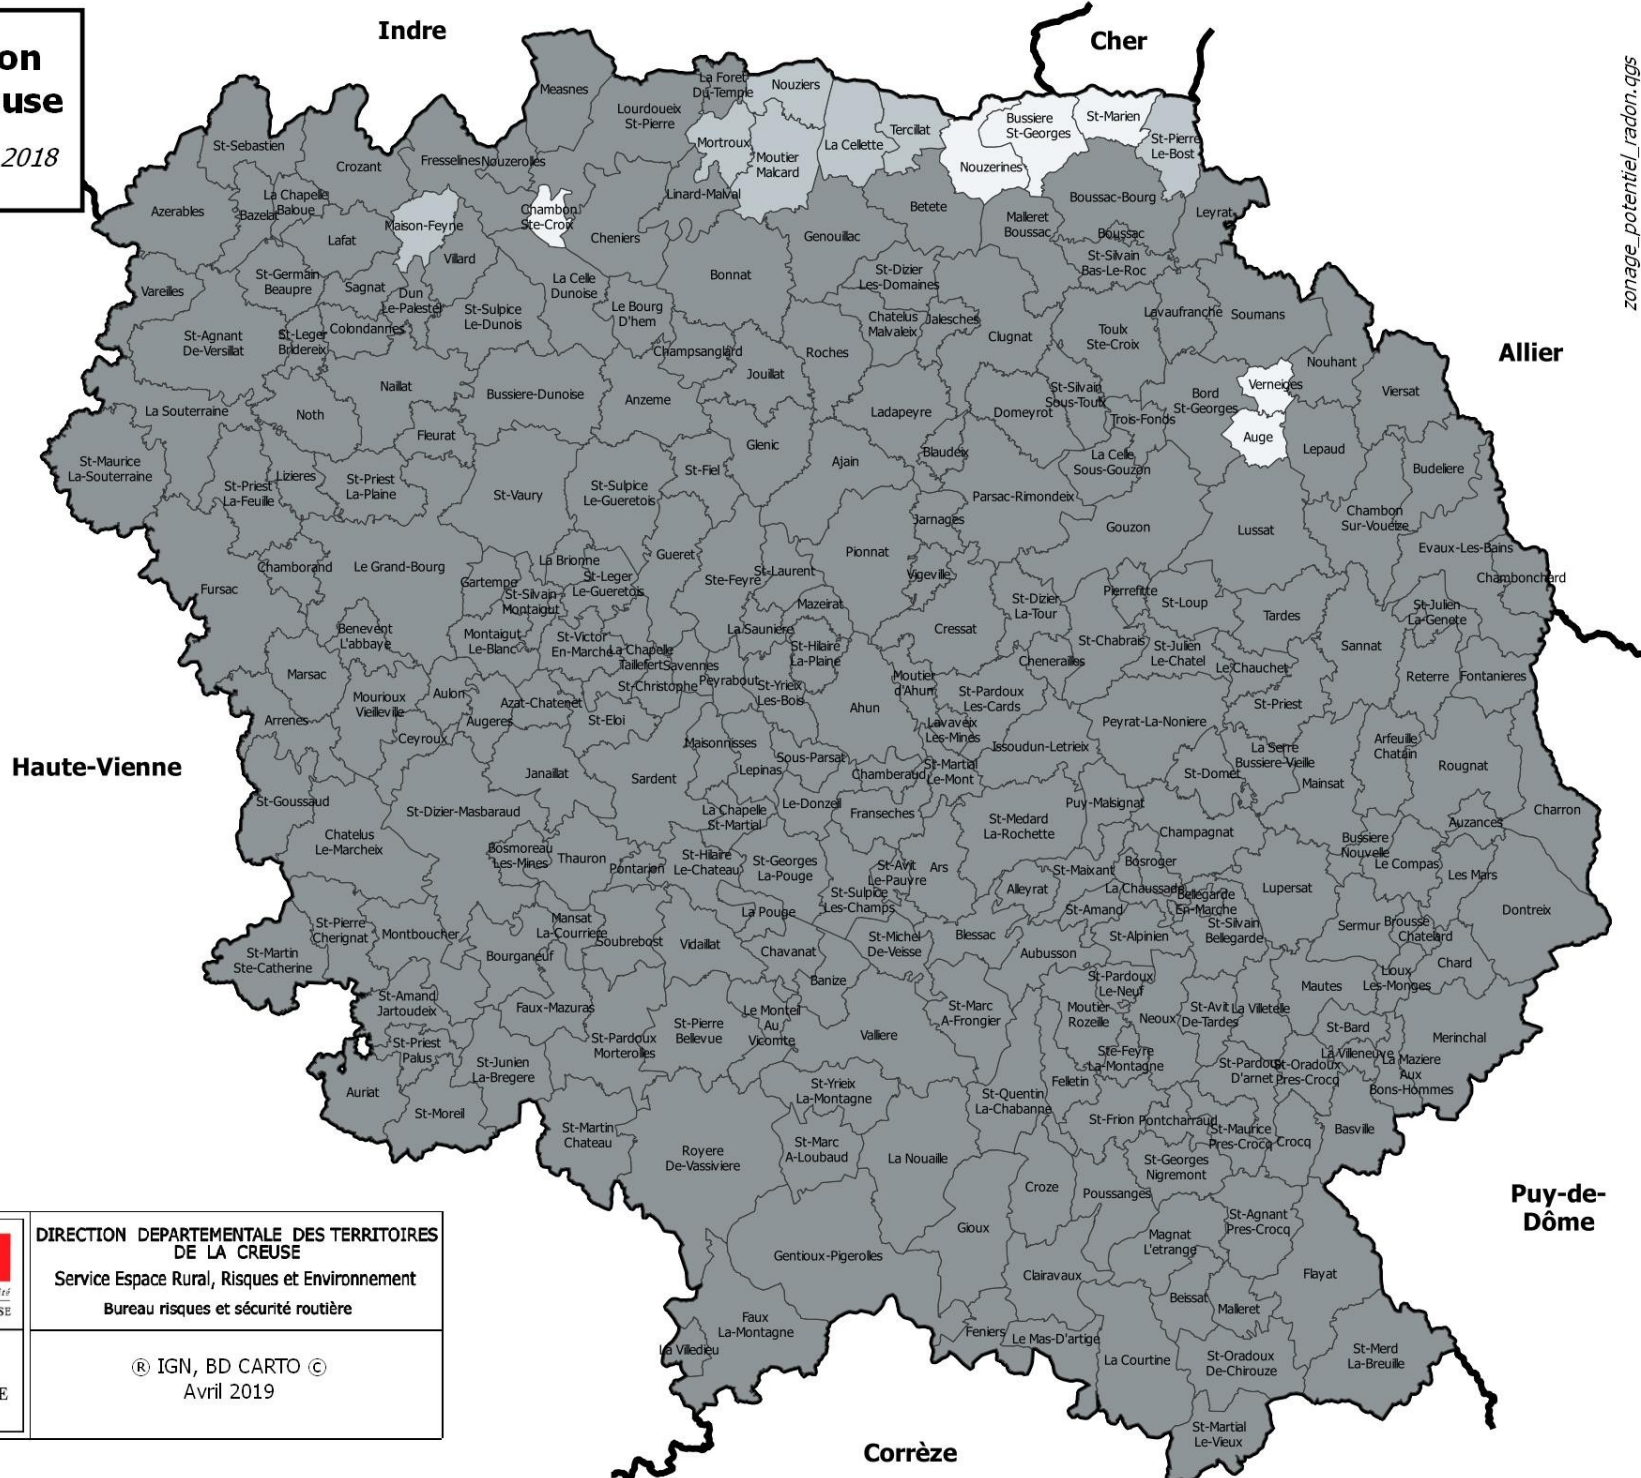 on
use
2018
Indre
Cher
zonage_potentiel_radon.qgs
Allier
Haute-Vienne
Puy-de-
Dôme
Corrèze
Measnes
La Foret
Du-Temple
Nouziers
Lourdoueix
St-Pierre
Mortroux
Moutier
Malcard
La Cellette
Tercillat
Bussiere
St-Georges
St-Marien
St-Pierre
Le-Bost
Nouzerines
St-Sebastien
Crozant
Fresselines
Nouzerolles
Linard-Malval
Boussac-Bourg
Azerables
La Chapelle
Baloue
Bazelat
Maison-Feyne
Chambon
Ste-Croix
Betete
Malleret
Boussac
Boussac
Leyrat
Lafat
Villard
Cheniers
Genouillac
St-Silvain
Bas-Le-Roc
Vareilles
St-Germain
Beaupre
Sagnat
Dun
Le-Palestel
La Celle
Dunoise
Bonnat
St-Dizier
Les-Domaines
St-Agnant
De-Versillat
St-Leger
Bridereix
Colondannes
St-Sulpice
Le-Dunois
Le Bourg
D'hem
Chatelus
Malvaleix
Jalesches
Clugnat
Toulx
Ste-Croix
Lavaufranche
Soumans
Champsanglard
Roches
Nouhant
Jouillat
Naillat
Bussiere-Dunoise
Anzeme
Ladapeyre
Domeyrot
St-Silvain
Sous-Toulx
Trois-Fonds
Bord
St-Georges
Verneiges
Viersat
La Souterraine
Noth
Fleurat
Glenic
Blaudeix
La Celle
Sous-Gouzon
Auge
Lepaud
St-Maurice
La-Souterraine
St-Priest
La-Feuille
Lizieres
St-Priest
La-Plaine
St-Vaury
St-Sulpice
Le-Gueretois
St-Fiel
Ajain
Budeliere
Parsac-Rimondeix
Jarnages
Gouzon
Lussat
Chambon
Sur-Voueize
Chamborand
Le Grand-Bourg
La Brionne
Gueret
Pionnat
Evaux-Les-Bains
Fursac
Gartempe
St-Silvain
Montaigut
St-Leger
Le-Gueretois
Ste-Feyre
St-Laurent
Vigeville
Chambonchard
Mazeirat
St-Dizier
La-Tour
Pierrefitte
St-Loup
Tardes
St-Julien
La-Genete
Benevent
L'abbaye
Montaigut
Le-Blanc
St-Victor
En-Marche
La Chapelle
Taillefert
Savennes
La Sauniere
St-Hilaire
La-Plaine
Cressat
St-Chabrais
St-Julien
Le-Chatel
Sannat
Marsac
Chenerailles
Le Chauchet
Reterre
Fontanieres
Mourioux
Vieilleville
Aulon
Azat-Chatenet
St-Christophe
Peyrabout
St-Yrieix
Les-Bois
Moutier
d'Ahun
St-Pardoux
Les-Cards
St-Priest
Arrenes
Augeres
St-Eloi
Ahun
Lavaveix
Les-Mines
Peyrat-La-Noniere
Ceyroux
Maisonnisses
Issoudun-Letrieix
La Serre
Bussiere-Vieille
Arfeuille
Chatain
Janaillat
Sardent
Lepinas
Sous-Parsat
Chamberaud
St-Martial
Le-Mont
St-Domet
Mainsat
Rougnat
St-Goussaud
St-Dizier-Masbaraud
La Chapelle
St-Martial
Le-Donzeil
Franseches
St-Medard
La-Rochette
Puy-Malsignat
Charron
Chatelus
Le-Marcheix
Champagnat
Auzances
Bosmoreau
Les-Mines
Thauron
Pontarion
St-Hilaire
Le-Chateau
St-Georges
La-Pouge
St-Avit
Le-Pauvre
Ars
St-Maixant
Bosroger
Bussiere
Nouvelle
Le Compas
Les Mars
St-Sulpice
Les-Champs
Alleyrat
La Chaussade
Bellegarde
En-Marche
Lupersat
Dontreix
St-Pierre
Cherignat
Montboucher
Mansat
La-Courriere
Soubrebost
Vidaillat
La Pouge
St-Amand
St-Silvain
Bellegarde
Sermur
Brousse
Chatelard
St-Martin
Ste-Catherine
Bourganeuf
Chavanat
St-Michel
De-Veisse
Blessac
Aubusson
St-Alpinien
Chard
St-Amand
Jartoudeix
Faux-Mazuras
Banize
St-Pardoux
Le-Neuf
Mautes
Lioux
Les-Monges
St-Priest
Palus
St-Pardoux
Morterolles
St-Pierre
Bellevue
Le Monteil
Au
Vicomte
Valliere
St-Marc
A-Frongier
Moutier
Rozeille
Neoux
St-Avit
De-Tardes
La Villetelle
St-Bard
Merinchal
St-Junien
La-Bregere
Ste-Feyre
La-Montagne
La Villeneuve
La Maziere
Aux
Bons-Hommes
Auriat
St-Moreil
St-Yrieix
La-Montagne
Felletin
St-Pardoux
D'arnet
St-Oradoux
Pres-Crocq
St-Quentin
La-Chabanne
St-Martin
Chateau
St-Frion
Pontcharraud
St-Maurice
Pres-Crocq
Crocq
Basville
Royere
De-Vassiviere
St-Marc
A-Loubaud
La Nouaille
St-Georges
Nigremont
Croze
Poussanges
St-Agnant
Pres-Crocq
Gioux
Magnat
L'etrange
Gentioux-Pigerolles
Clairavaux
Flayat
Beissat
Malleret
Faux
La-Montagne
Feniers
Le Mas-D'artige
La Villedieu
La Courtine
St-Oradoux
De-Chirouze
St-Merd
La-Breuille
St-Martial
Le-Vieux
DIRECTION DEPARTEMENTALE DES TERRITOIRES
DE LA CREUSE
Service Espace Rural, Risques et Environnement
Bureau risques et sécurité routière
® IGN, BD CARTO ©
Avril 2019
ité
SE
E